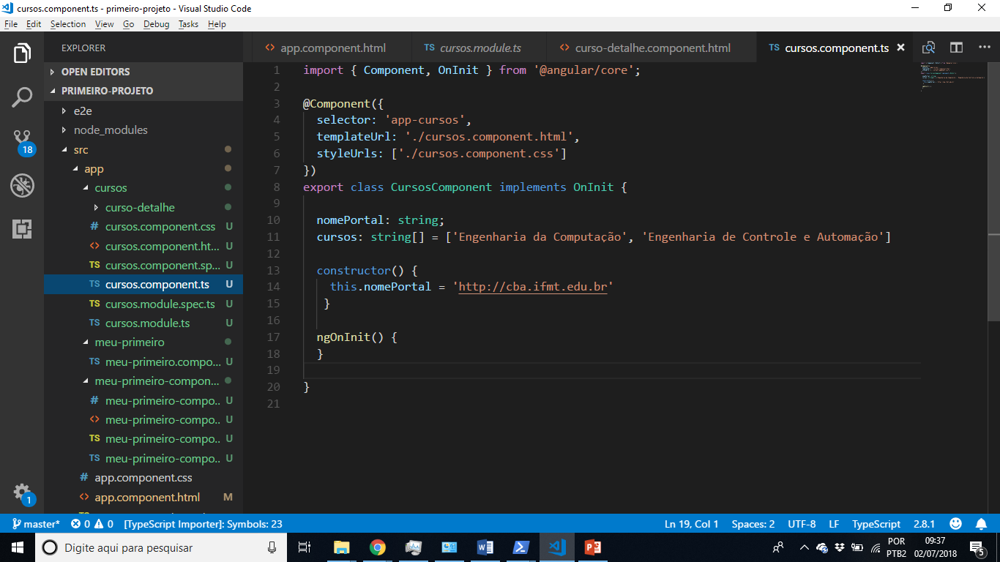 cursos.component.ts - primeiro-projeto - Visual Studio Code
File Edit Selection View Go Debug Tasks Help
EXPLORER
OPEN EDITORS
PRIMEIRO-PROJETO
e2e
node_modules
src
app
cursos
curso-detalhe
# cursos.component.css U
<> cursos.component.ht... U
TS cursos.component.sp... U
TS cursos.component.ts U
TS cursos.module.spec.ts U
TS cursos.module.ts U
meu-primeiro
TS meu-primeiro.compo... U
meu-primeiro-compon...
# meu-primeiro-compo.. U
<> meu-primeiro-compo.. U
TS meu-primeiro-compo.. U
TS meu-primeiro-compo.. U
# app.component.css
<> app.component.html M
18
1
<> app.component.html
TS cursos.module.ts
<> curso-detalhe.component.html
TS cursos.component.ts
1 import { Component, OnInit } from '@angular/core';
2
3 @Component({
4 selector: 'app-cursos',
5 templateUrl: './cursos.component.html',
6 styleUrls: ['./cursos.component.css']
7 })
8 export class CursosComponent implements OnInit {
9
10 nomePortal: string;
11 cursos: string[] = ['Engenharia da Computação', 'Engenharia de Controle e Automação']
12
13 constructor() {
14 this.nomePortal = 'http://cba.ifmt.edu.br'
15 }
16
17 ngOnInit() {
18 }
19
20 }
21
master* 0 0 [TypeScript Importer]: Symbols: 23 Ln 19, Col 1 Spaces: 2 UTF-8 LF TypeScript 2.8.1
Digite aqui para pesquisar
POR
PTB2
09:37
02/07/2018
5